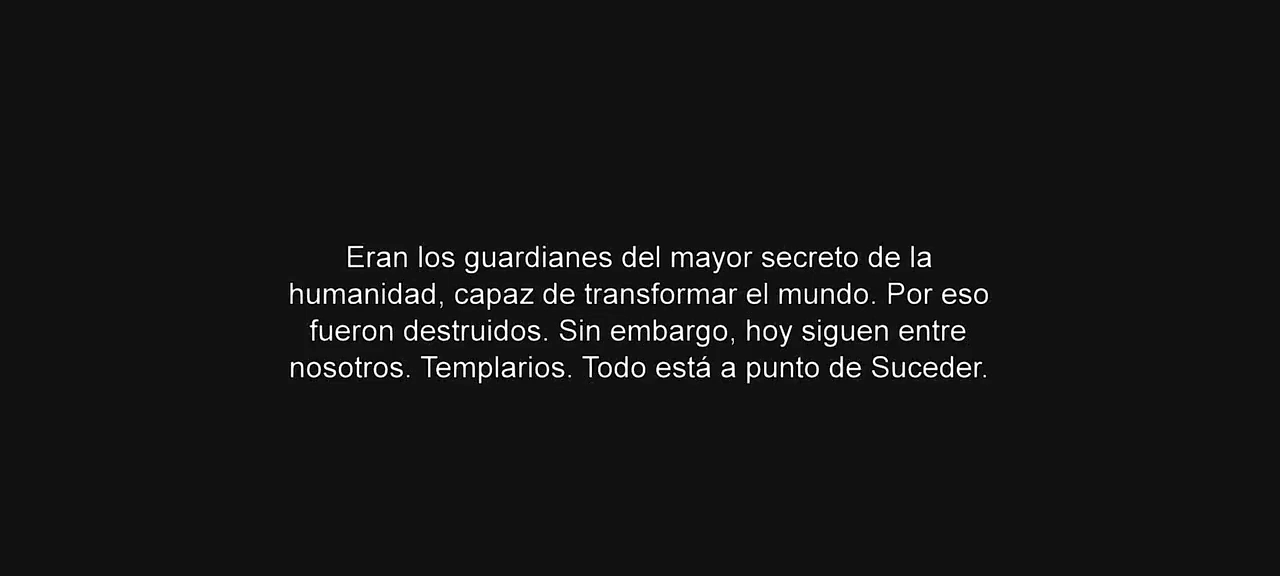 Eran los guardianes del mayor secreto de la
humanidad, capaz de transformar el mundo. Por eso
fueron destruidos. Sin embargo, hoy siguen entre
nosotros. Templarios. Todo está a punto de Suceder.